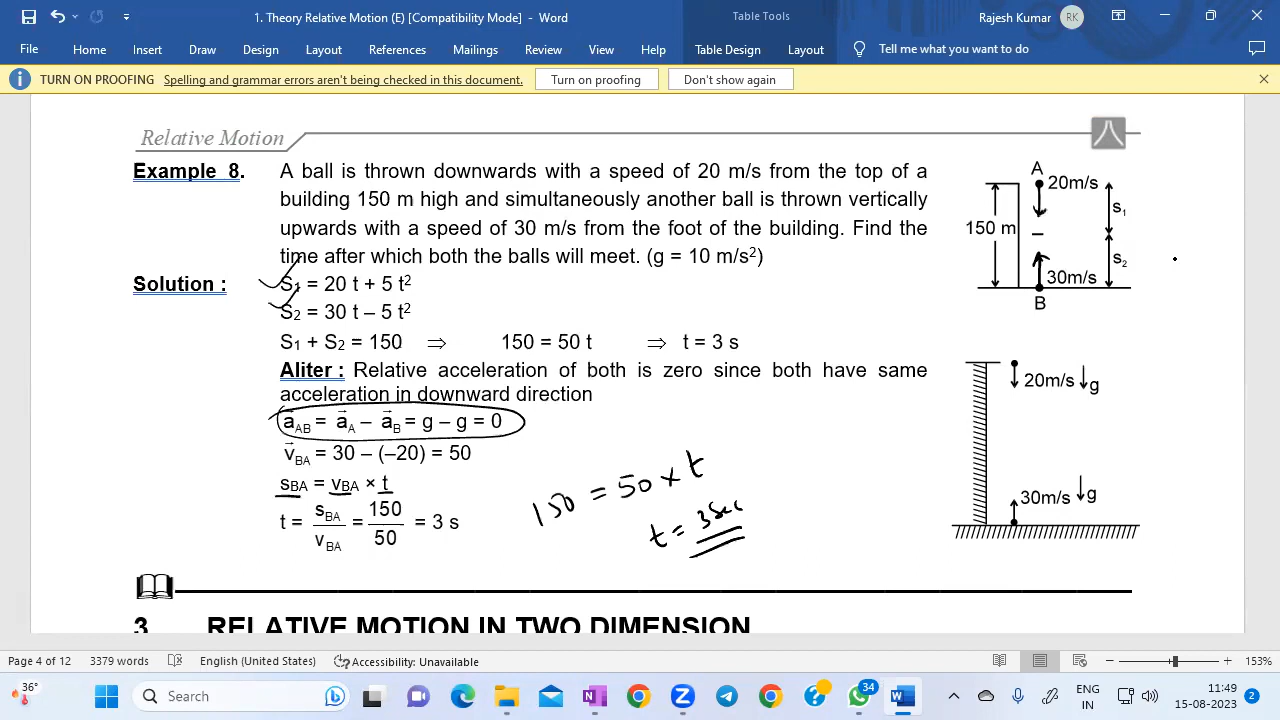 1. Theory Relative Motion (E) [Compatibility Mode] - Word
Table Tools
Rajesh Kumar RK
File Home Insert Draw Design Layout References Mailings Review View Help Table Design Layout Tell me what you want to do
TURN ON PROOFING Spelling and grammar errors aren't being checked in this document. Turn on proofing Don't show again
Relative Motion
Example 8. A ball is thrown downwards with a speed of 20 m/s from the top of a
building 150 m high and simultaneously another ball is thrown vertically
upwards with a speed of 30 m/s from the foot of the building. Find the
time after which both the balls will meet. (g = 10 m/s²)
Solution : S₁ = 20 t + 5 t²
S₂ = 30 t – 5 t²
S₁ + S₂ = 150 ⇒ 150 = 50 t ⇒ t = 3 s
Aliter : Relative acceleration of both is zero since both have same
acceleration in downward direction
a⃗AB = a⃗A – a⃗B = g – g = 0
v⃗BA = 30 – (–20) = 50
sBA = vBA × t
t = sBA/vBA = 150/50 = 3 s
150 = 50 × t
t = 3 sec
A
20m/s
s₁
150 m
s₂
30m/s
B
20m/s g
30m/s g
3 RELATIVE MOTION IN TWO DIMENSION
Page 4 of 12 3379 words English (United States) Accessibility: Unavailable 153%
36° Search 34 ENG 11:49
IN 15-08-2023 2